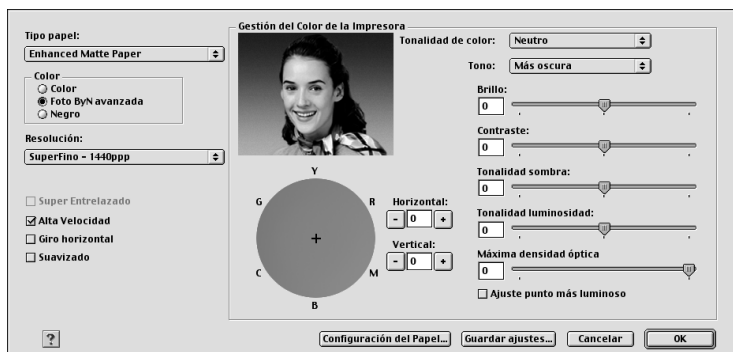 Tipo papel:
Enhanced Matte Paper
Color
Color
Foto ByN avanzada
Negro
Resolución:
SuperFino - 1440ppp
Super Entrelazado
Alta Velocidad
Giro horizontal
Suavizado
Gestión del Color de la Impresora
Tonalidad de color: Neutro
Tono: Más oscura
Brillo:
0
Contraste:
0
Tonalidad sombra:
0
Tonalidad luminosidad:
0
Máxima densidad óptica
0
Ajuste punto más luminoso
Y
G R
C M
B
Horizontal:
- 0 +
Vertical:
- 0 +
? Configuración del Papel... Guardar ajustes... Cancelar OK